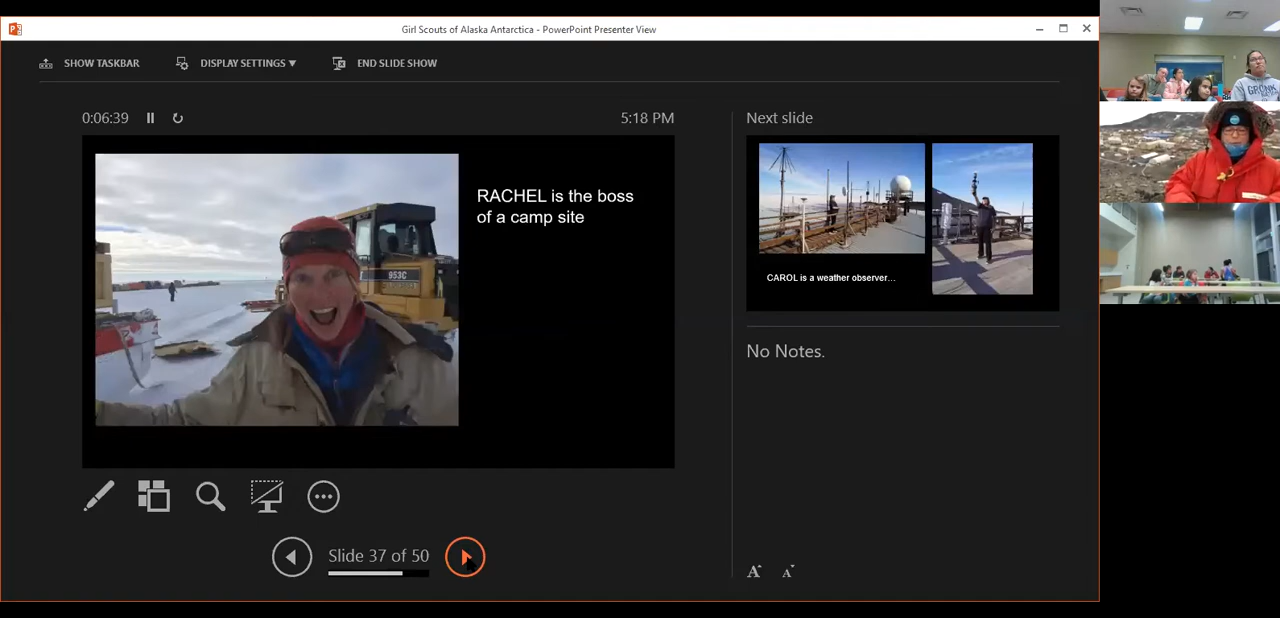 Girl Scouts of Alaska Antarctica - PowerPoint Presenter View
SHOW TASKBAR
DISPLAY SETTINGS ▼
END SLIDE SHOW
0:06:39
5:18 PM
Next slide
953C
RACHEL is the boss
of a camp site
CAROL is a weather observer...
No Notes.
Slide 37 of 50
A
A